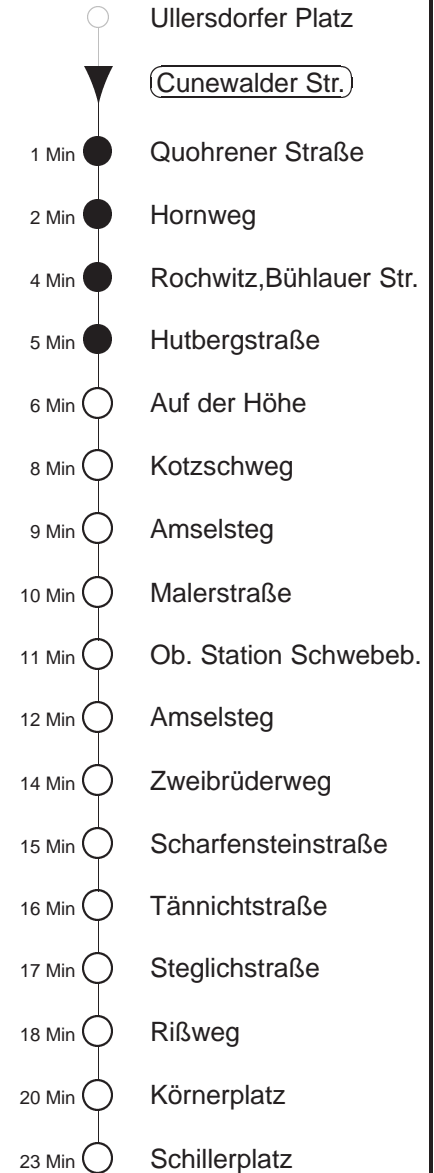 Ullersdorfer Platz
Cunewalder Str.
1 Min Quohrener Straße
2 Min Hornweg
4 Min Rochwitz,Bühlauer Str.
5 Min Hutbergstraße
6 Min Auf der Höhe
8 Min Kotzschweg
9 Min Amselsteg
10 Min Malerstraße
11 Min Ob. Station Schwebeb.
12 Min Amselsteg
14 Min Zweibrüderweg
15 Min Scharfensteinstraße
16 Min Tännichtstraße
17 Min Steglichstraße
18 Min Rißweg
20 Min Körnerplatz
23 Min Schillerplatz